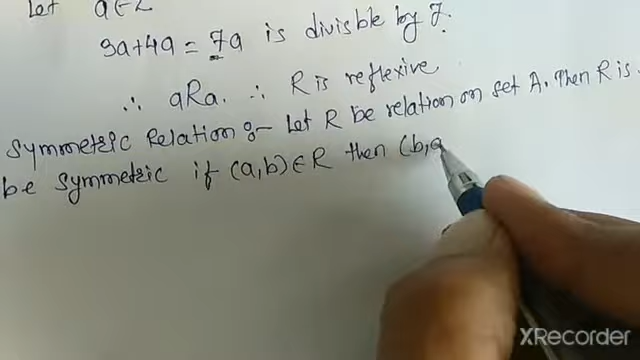 Let a ∈ Z
3a+4a = 7a is divisble by 7.
∴ aRa. ∴ R is reflexive
Symmetric Relation :- Let R be relation on set A. Then R is
be symmetric if (a,b) ∈ R then (b,a
XRecorder